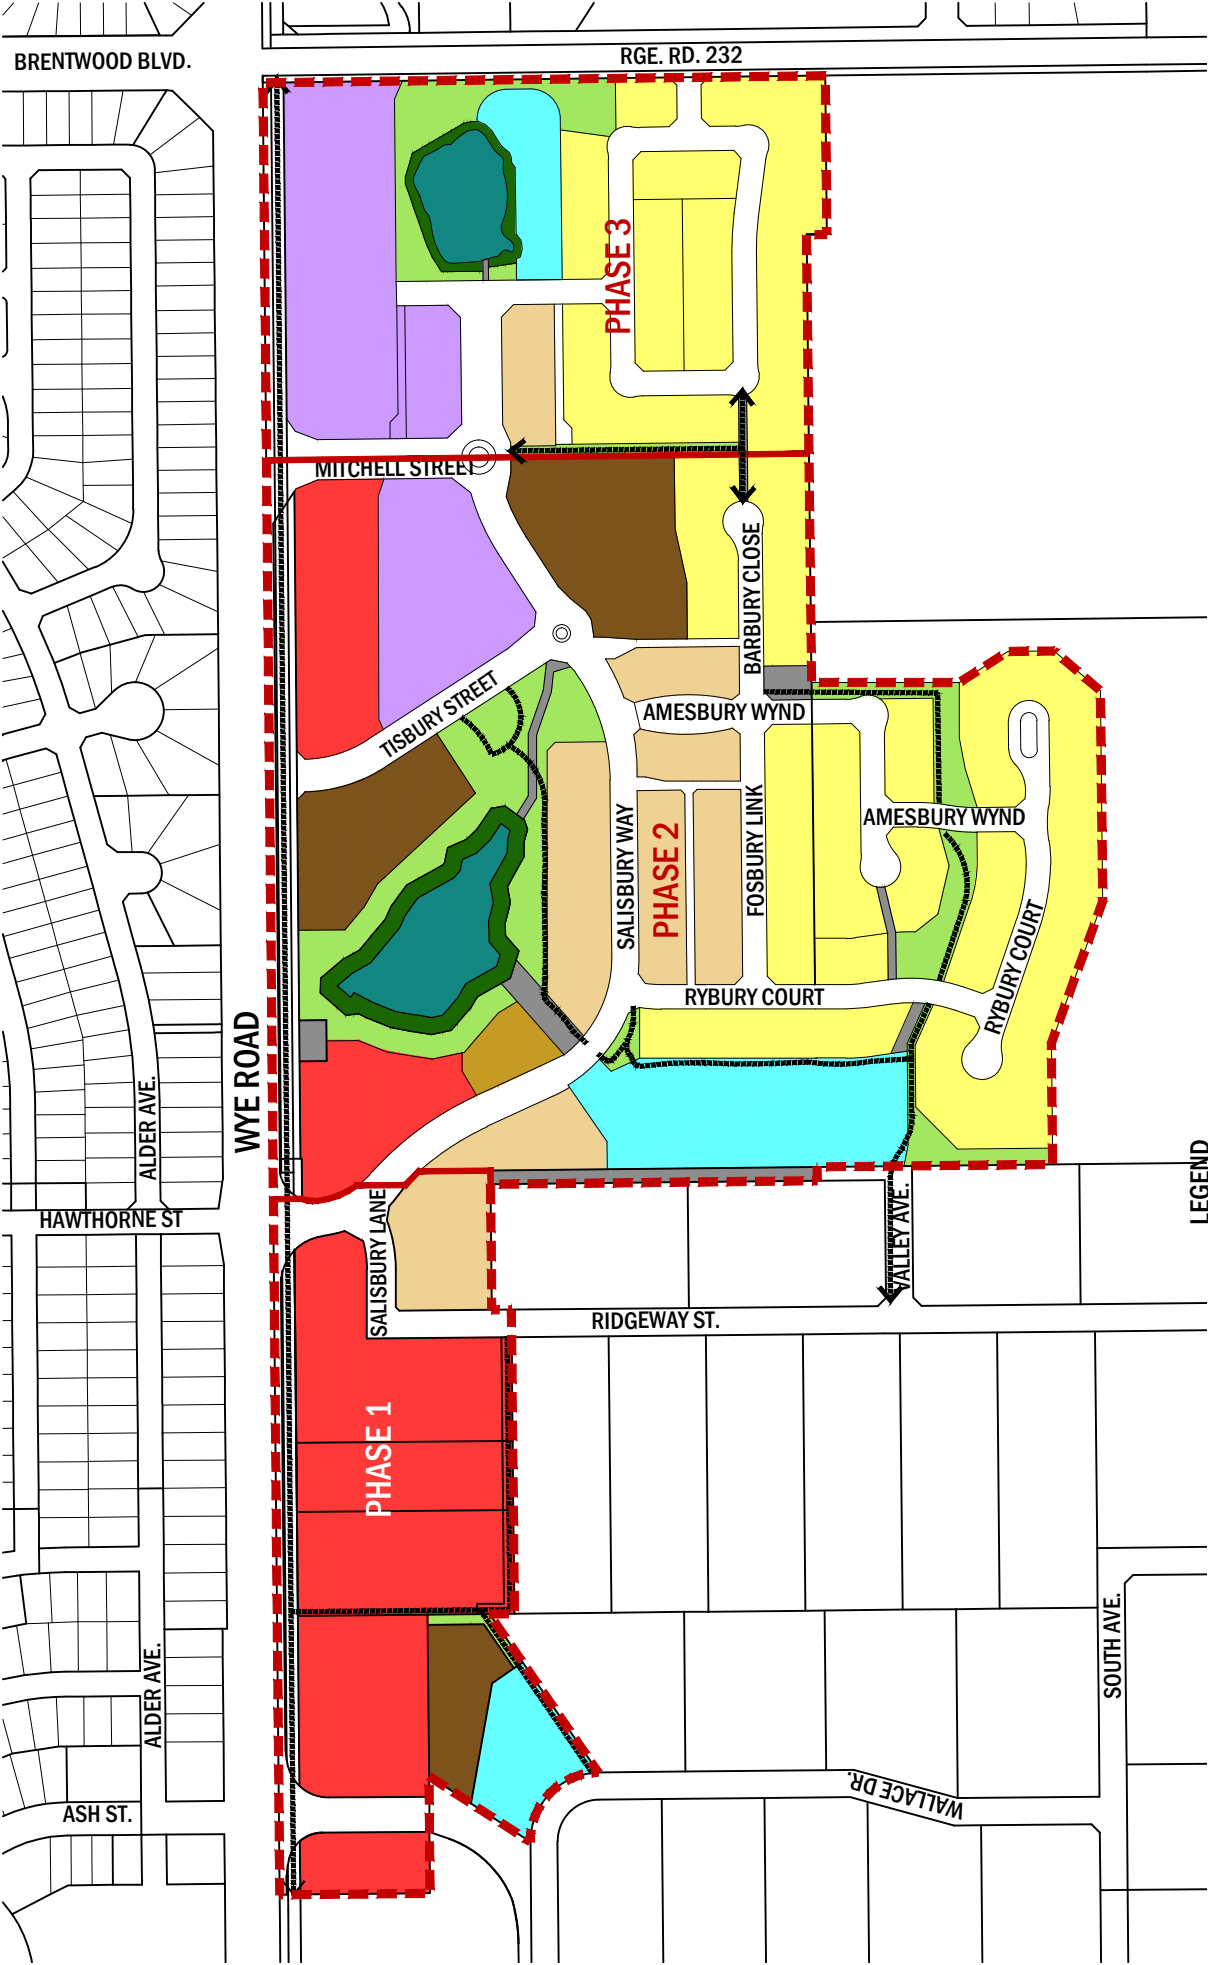 BRENTWOOD BLVD.
RGE. RD. 232
PHASE 3
MITCHELL STREET
BARBURY CLOSE
TISBURY STREET
AMESBURY WYND
AMESBURY WYND
SALISBURY WAY
PHASE 2
FOSBURY LINK
RYBURY COURT
RYBURY COURT
WYE ROAD
ALDER AVE.
LEGEND
HAWTHORNE ST
SALISBURY LANE
VALLEY AVE.
RIDGEWAY ST.
PHASE 1
SOUTH AVE.
ALDER AVE.
WALLACE DR.
ASH ST.